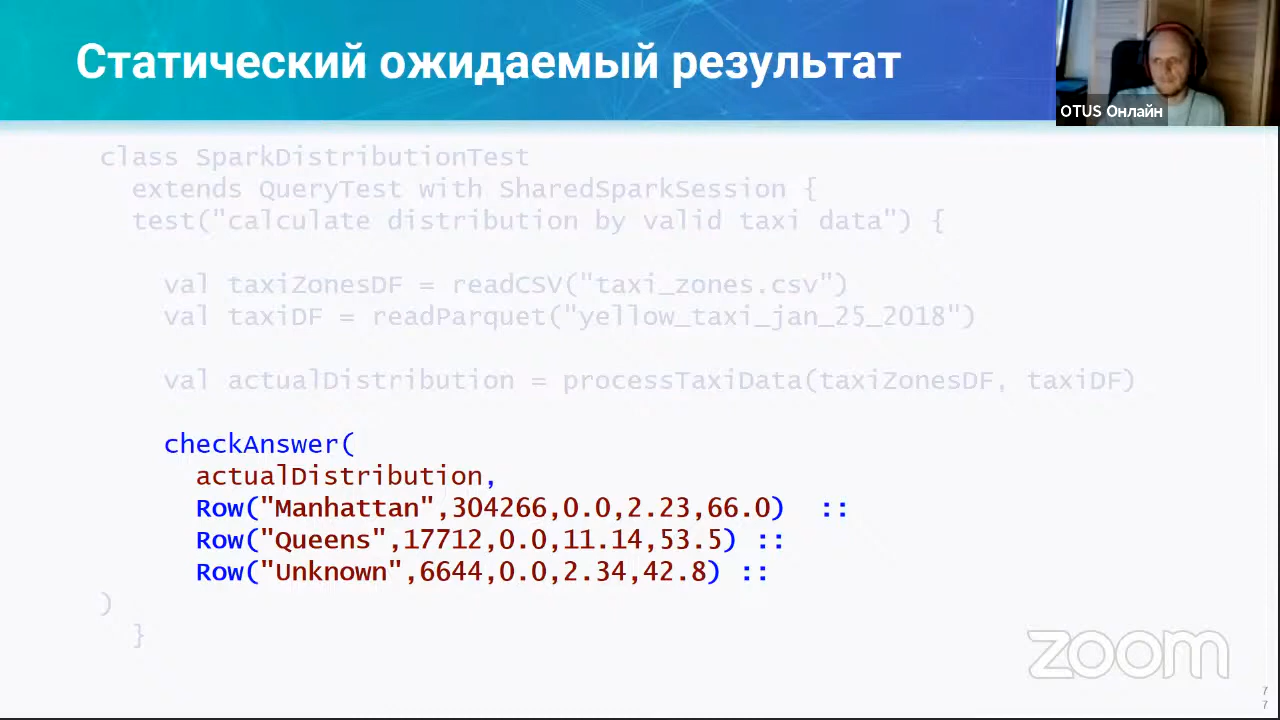 Статический ожидаемый результат
OTUS Онлайн
class SparkDistributionTest
extends QueryTest with SharedSparkSession {
test("calculate distribution by valid taxi data") {
val taxiZonesDF = readCSV("taxi_zones.csv")
val taxiDF = readParquet("yellow_taxi_jan_25_2018")
val actualDistribution = processTaxiData(taxiZonesDF, taxiDF)
checkAnswer(
actualDistribution,
Row("Manhattan",304266,0.0,2.23,66.0)  ::
Row("Queens",17712,0.0,11.14,53.5) ::
Row("Unknown",6644,0.0,2.34,42.8) ::
)
}
zoom
7
7